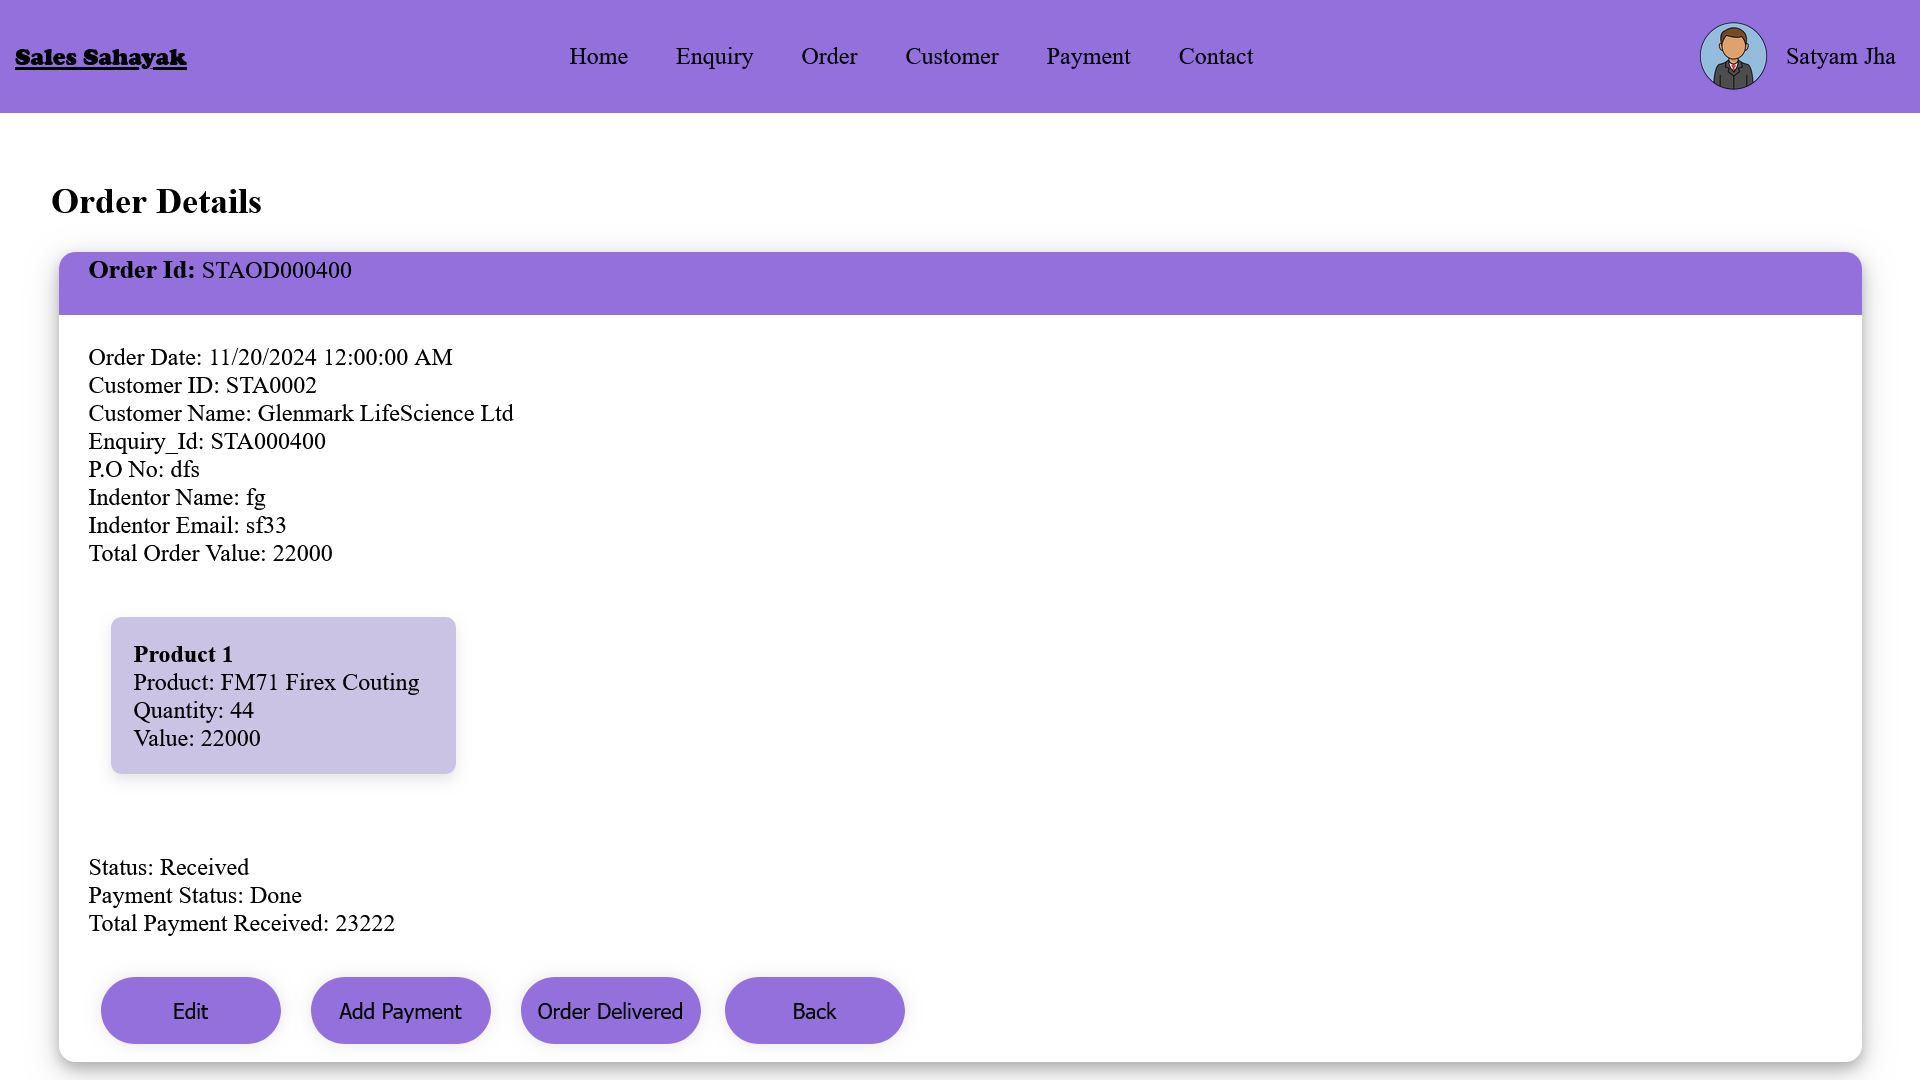 Sales Sahayak
Home Enquiry Order Customer Payment Contact
Satyam Jha
Order Details
Order Id: STAOD000400
Order Date: 11/20/2024 12:00:00 AM
Customer ID: STA0002
Customer Name: Glenmark LifeScience Ltd
Enquiry_Id: STA000400
P.O No: dfs
Indentor Name: fg
Indentor Email: sf33
Total Order Value: 22000
Product 1
Product: FM71 Firex Couting
Quantity: 44
Value: 22000
Status: Received
Payment Status: Done
Total Payment Received: 23222
Edit Add Payment Order Delivered Back